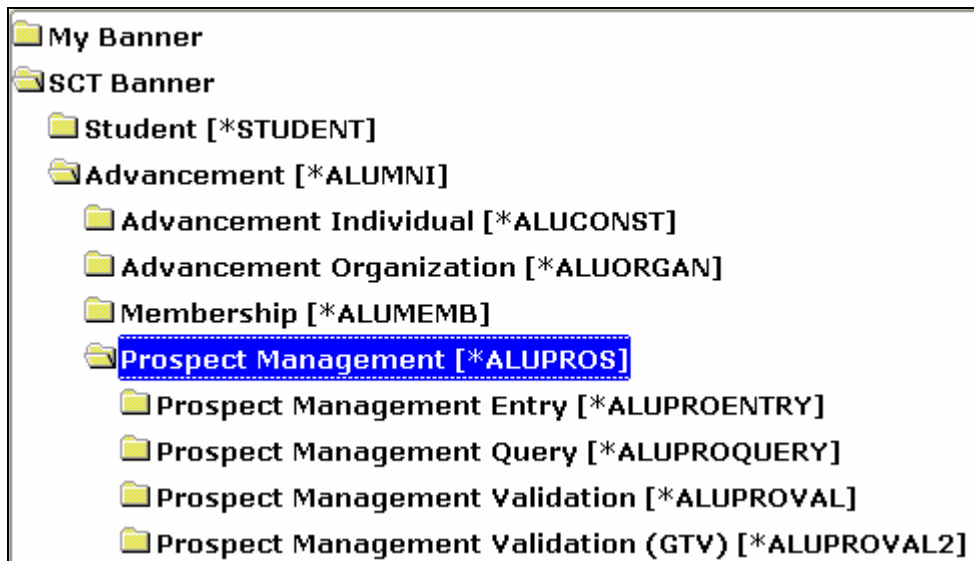 My Banner
SCT Banner
Student [*STUDENT]
Advancement [*ALUMNI]
Advancement Individual [*ALUCONST]
Advancement Organization [*ALUORGAN]
Membership [*ALUMEMB]
Prospect Management [*ALUPROS]
Prospect Management Entry [*ALUPROENTRY]
Prospect Management Query [*ALUPROQUERY]
Prospect Management Validation [*ALUPROVAL]
Prospect Management Validation (GTV) [*ALUPROVAL2]